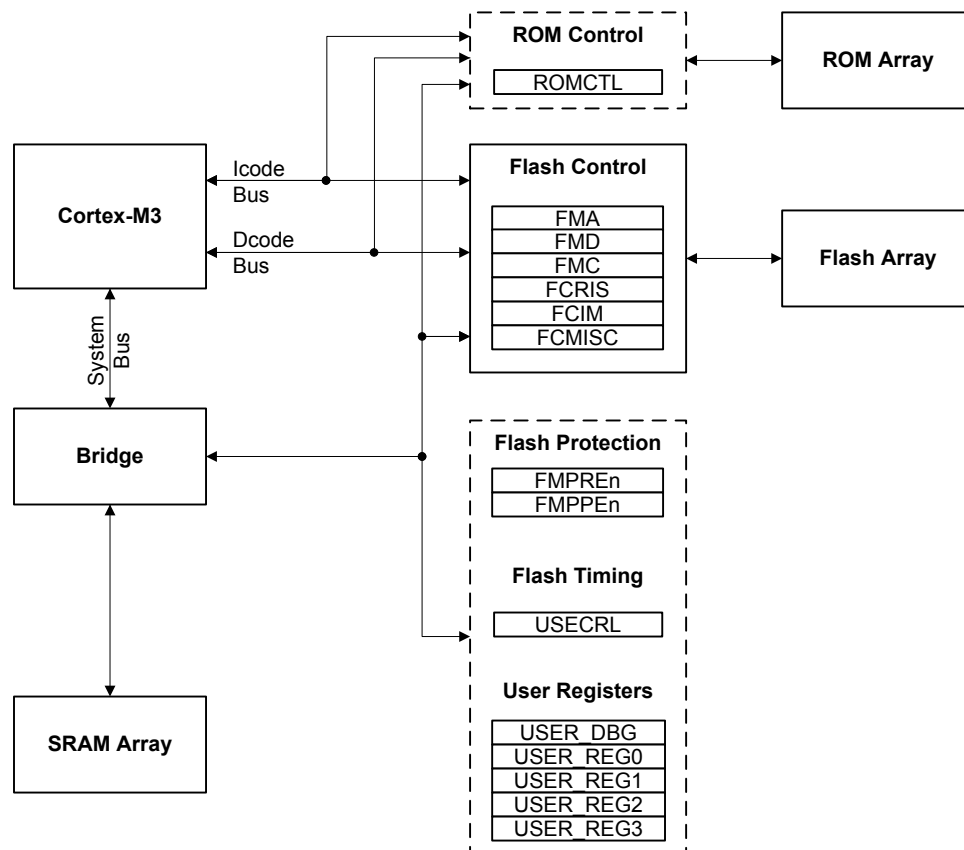 ROM Control
ROMCTL
ROM Array
Cortex-M3
Icode
Bus
Dcode
Bus
Flash Control
FMA
FMD
FMC
FCRIS
FCIM
FCMISC
Flash Array
System
Bus
Bridge
Flash Protection
FMPREn
FMPPEn
Flash Timing
USECRL
User Registers
USER_DBG
USER_REG0
USER_REG1
USER_REG2
USER_REG3
SRAM Array